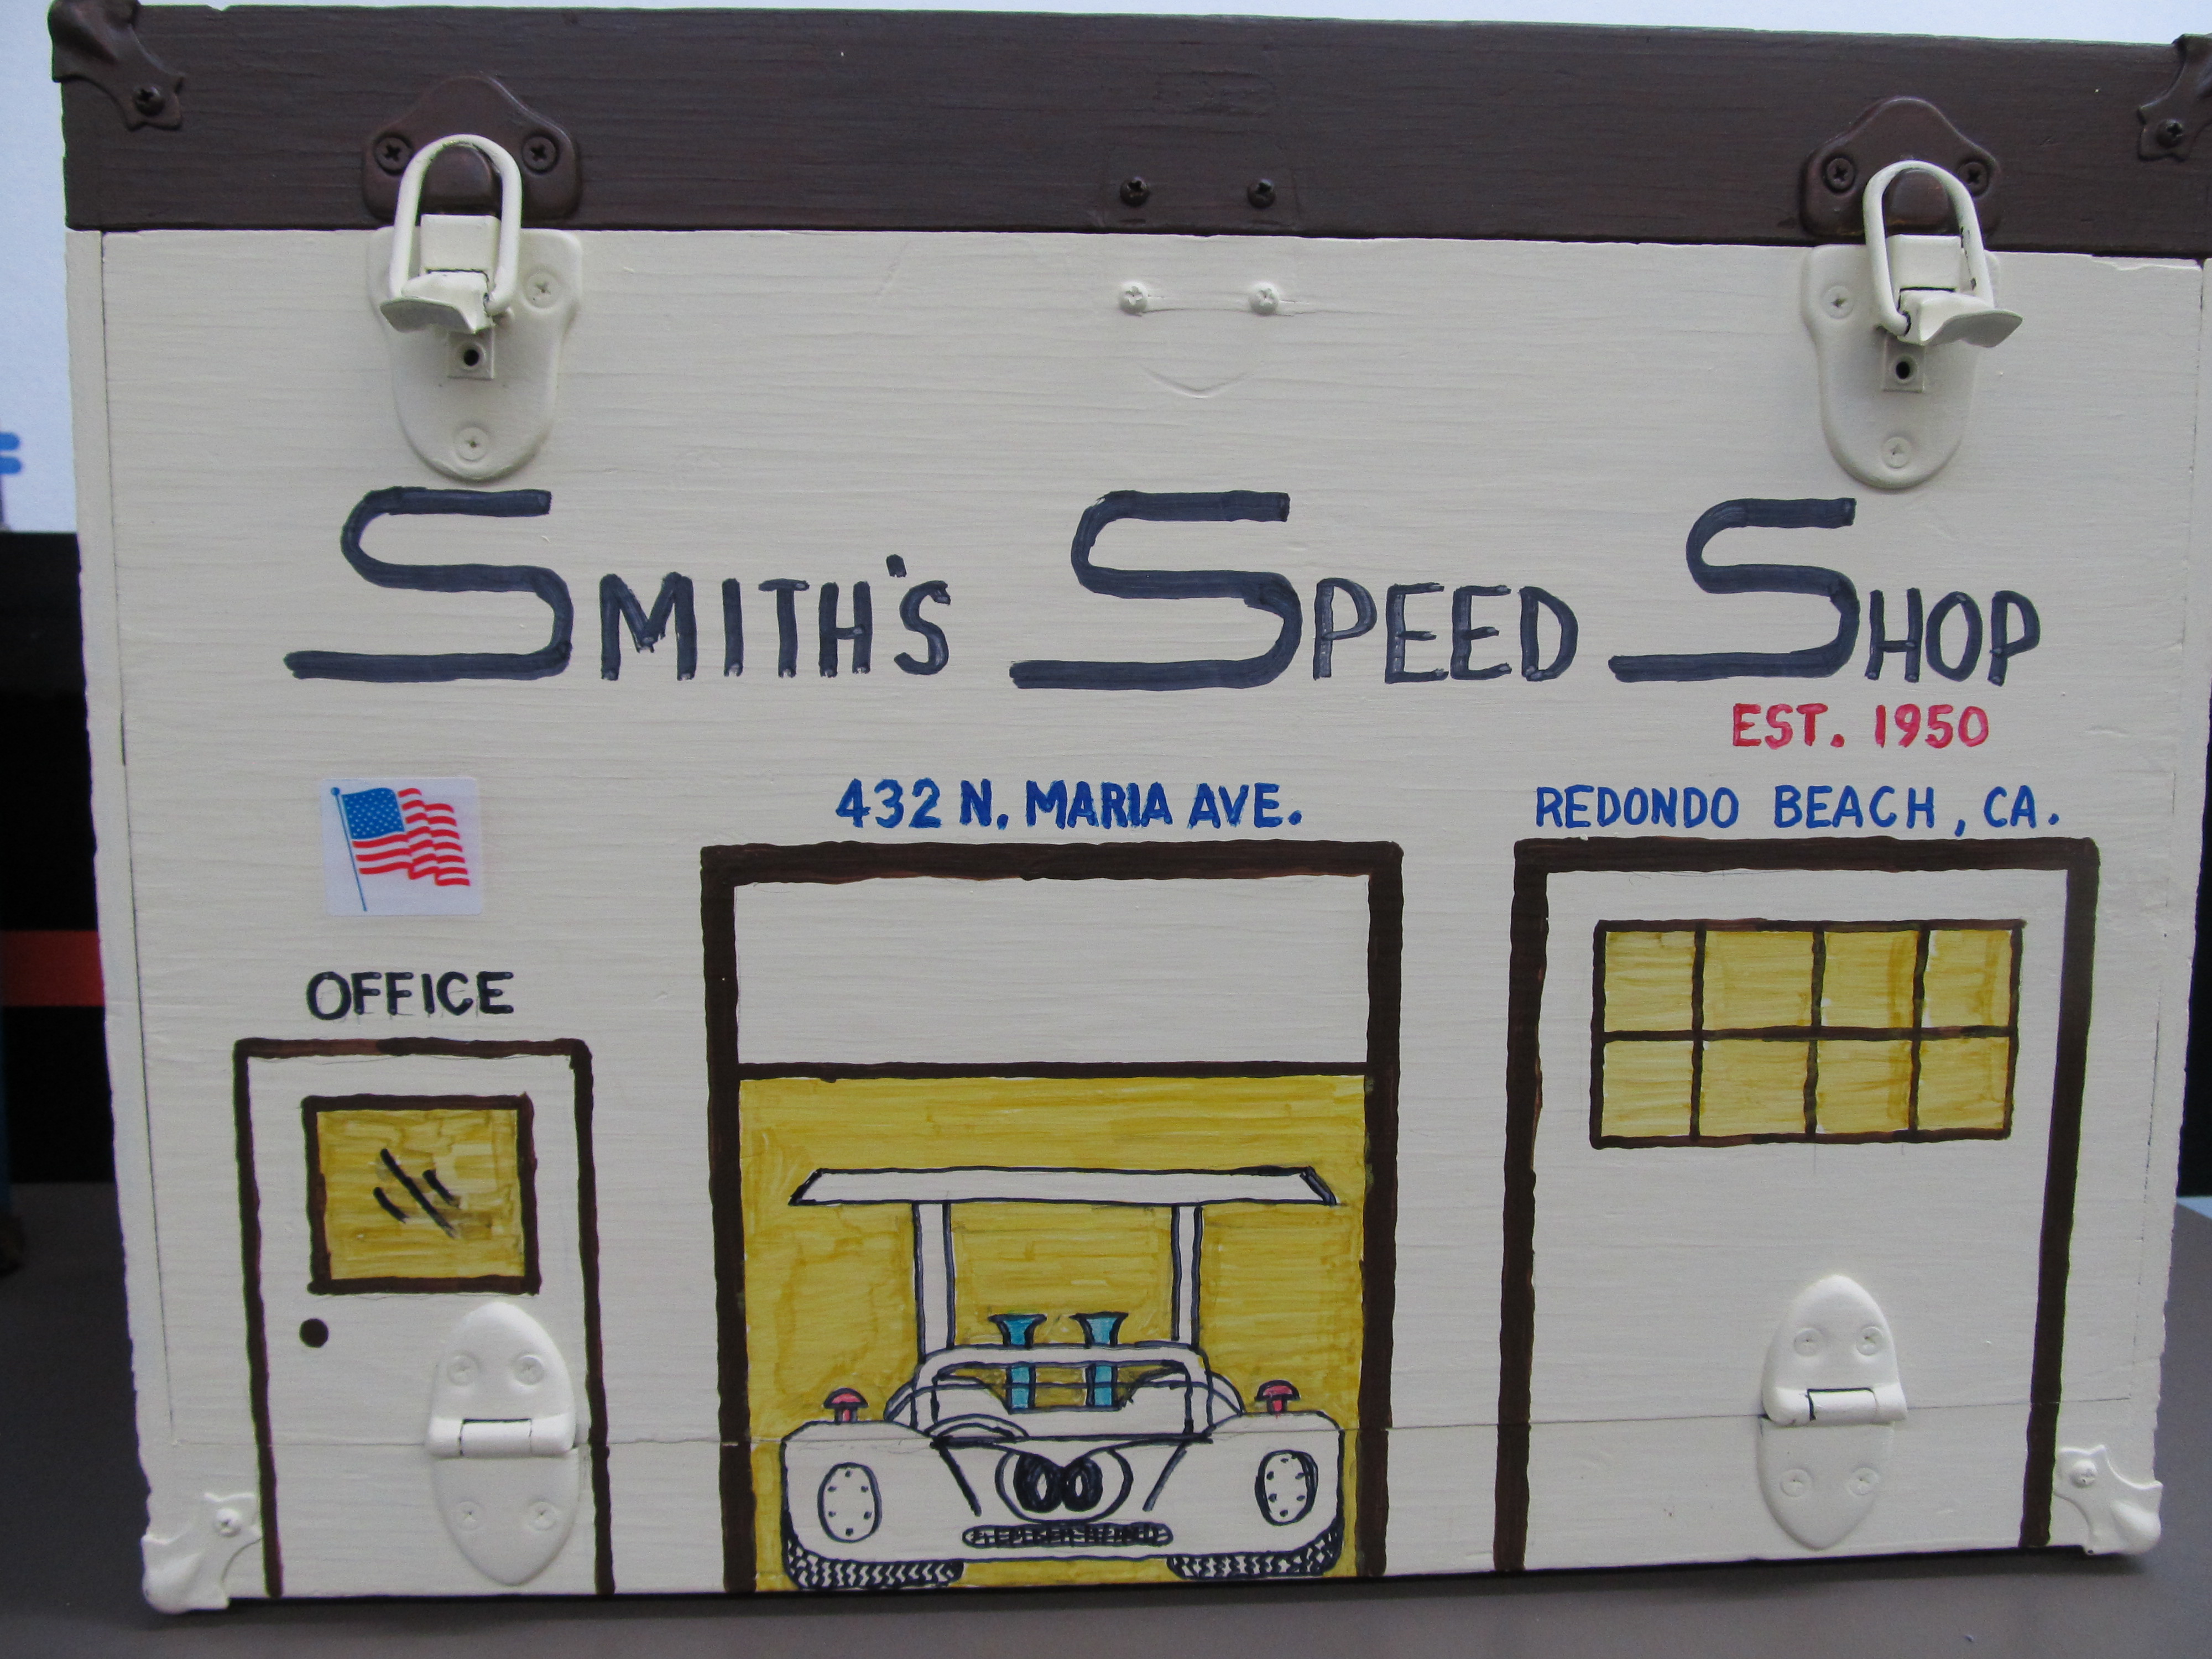 SMITH'S SPEED SHOP
EST. 1950
432 N. MARIA AVE.
REDONDO BEACH, CA.
OFFICE